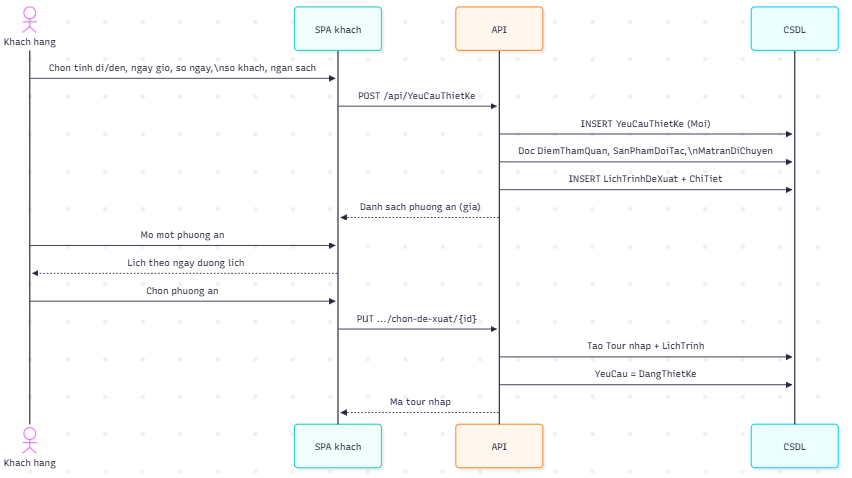 Khach hang
SPA khach
API
CSDL
Chon tinh di/den, ngay gio, so ngay,\nso khach, ngan sach
POST /api/YeuCauThietKe
INSERT YeuCauThietKe (Moi)
Doc DiemThamQuan, SanPhamDoiTac,\nMatranDiChuyen
INSERT LichTrinhDeXuat + ChiTiet
Danh sach phuong an (gia)
Mo mot phuong an
Lich theo ngay duong lich
Chon phuong an
PUT .../chon-de-xuat/{id}
Tao Tour nhap + LichTrinh
YeuCau = DangThietKe
Ma tour nhap
Khach hang
SPA khach
API
CSDL